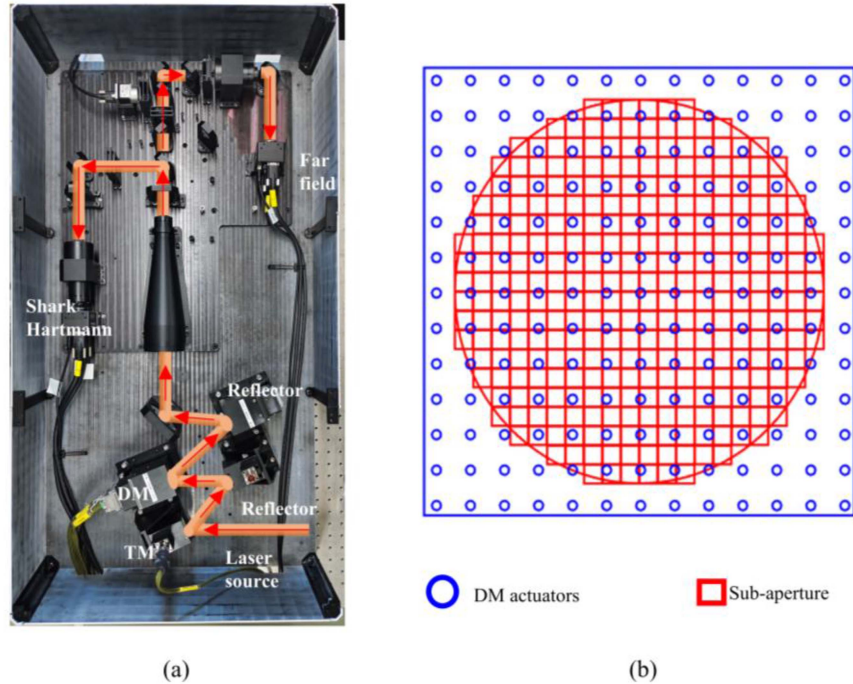 Far
field
Shark-
Hartmann
Reflector
DM
Reflector
TM
Laser
source
DM actuators
Sub-aperture
(a)
(b)